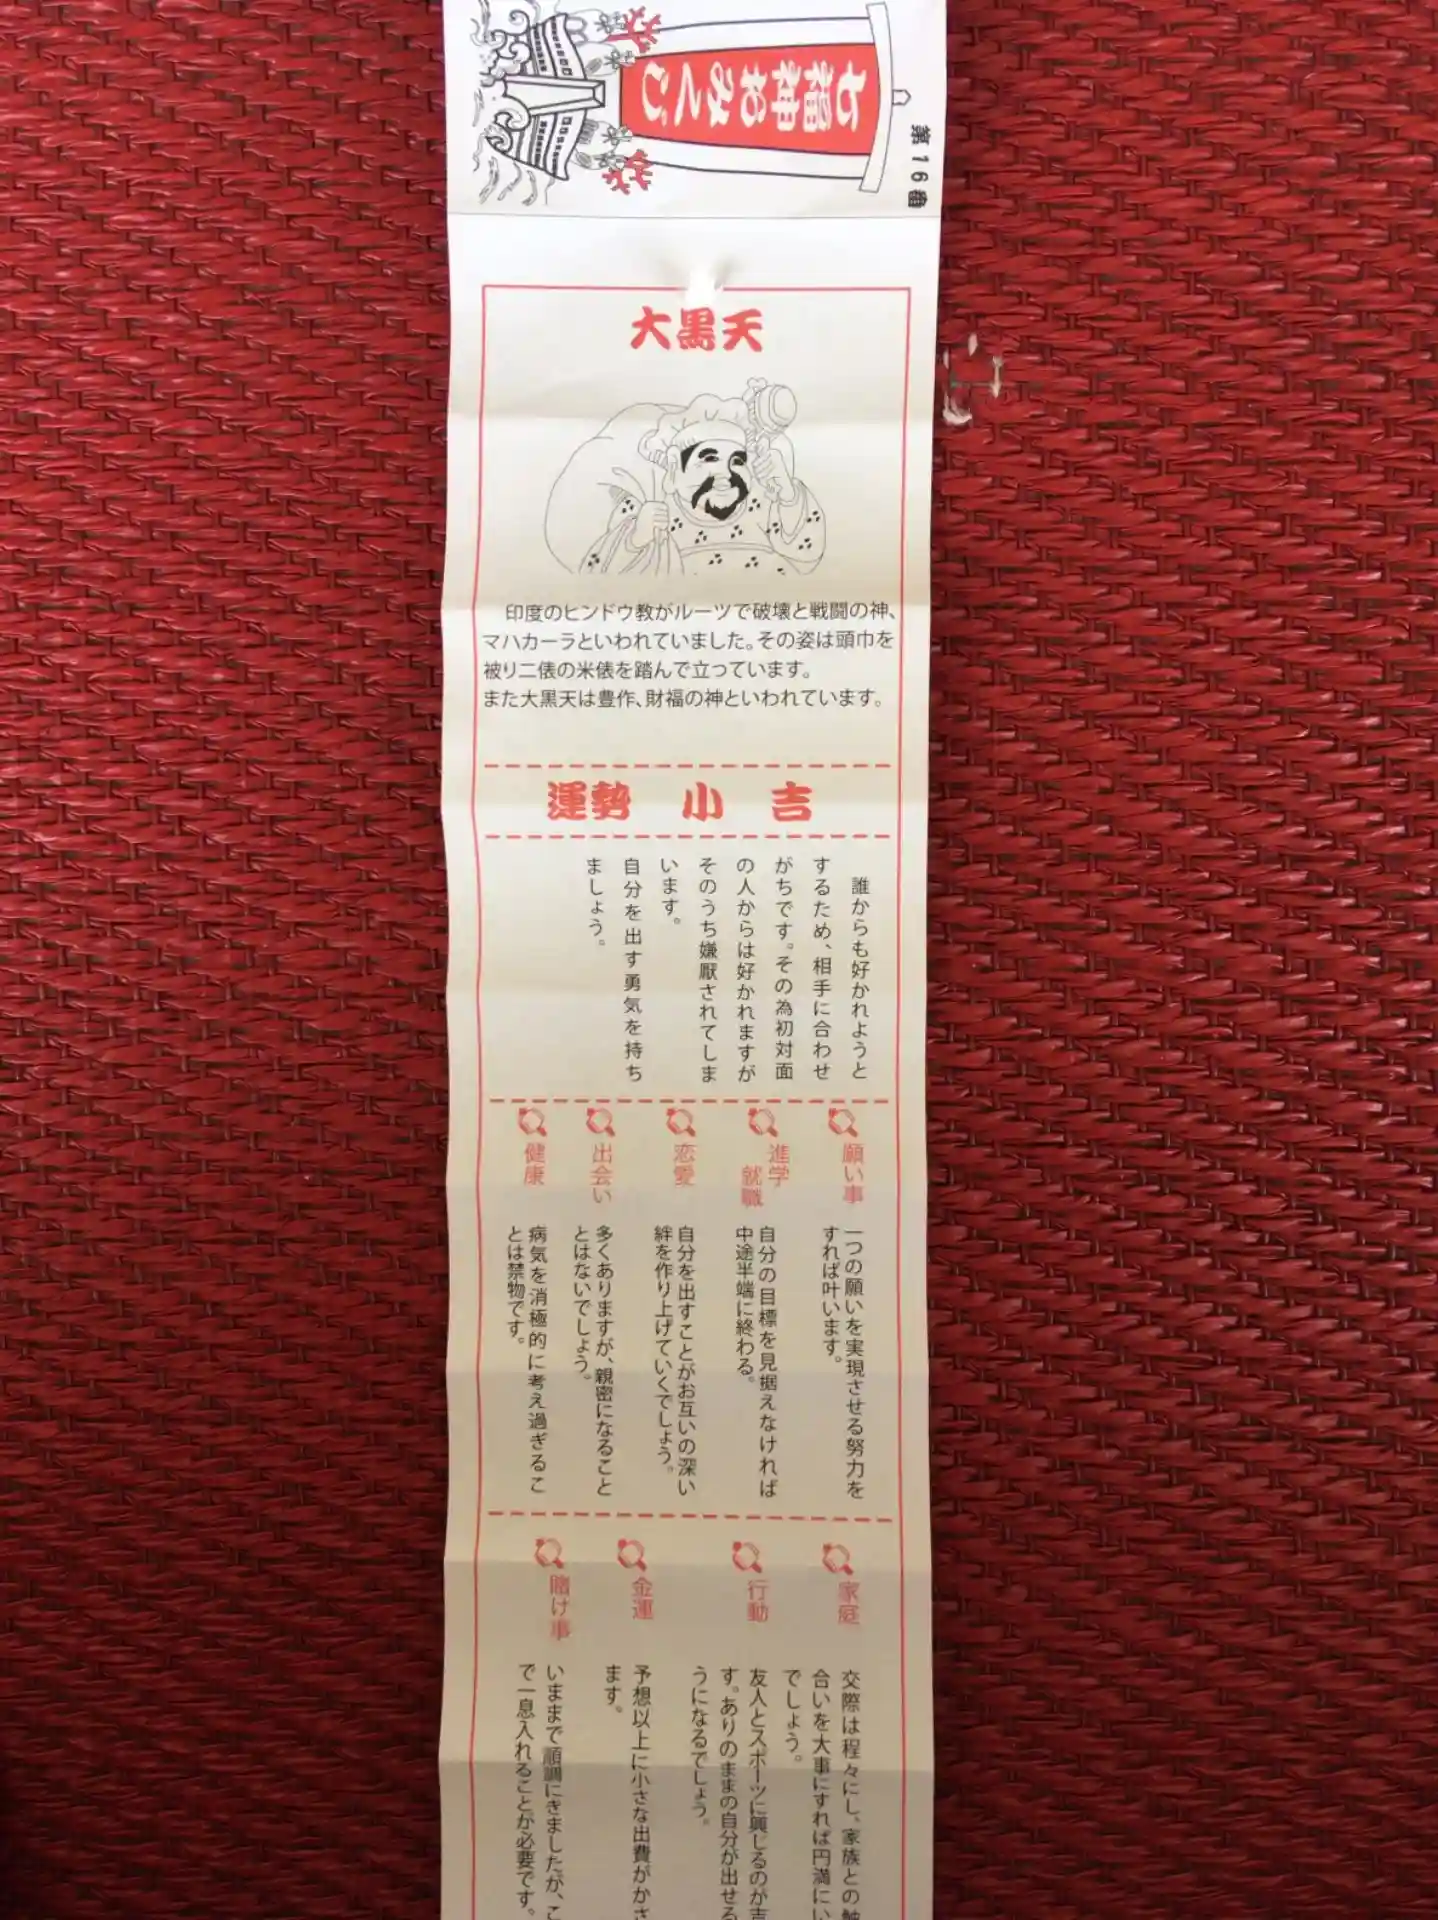 七福神おみくじ
第16番
大黒天
印度のヒンドウ教がルーツで破壊と戦闘の神、
マハカーラといわれていました。その姿は頭巾を
被り二俵の米俵を踏んで立っています。
また大黒天は豊作、財福の神といわれています。
運勢 小吉
誰からも好かれようと
するため、相手に合わせ
がちです。その為初対面
の人からは好かれますが
そのうち嫌厭されてしま
います。
自分を出す勇気を持ち
ましょう。
願い事
一つの願いを実現させる努力を
すれば叶います。
進学
就職
自分の目標を見据えなければ
中途半端に終わる。
恋愛
自分を出すことがお互いの深い
絆を作り上げていくでしょう。
出会い
多くありますが、親密になること
とはないでしょう。
健康
病気を消極的に考え過ぎるこ
とは禁物です。
家庭
交際は程々にし、家族との触
合いを大事にすれば円満にい
でしょう。
行動
友人とスポーツに興じるのが吉
す。ありのままの自分が出せる
うになるでしょう。
金運
予想以上に小さな出費がかさ
ます。
賭け事
いままで順調にきましたが、こ
で一息入れることが必要です。